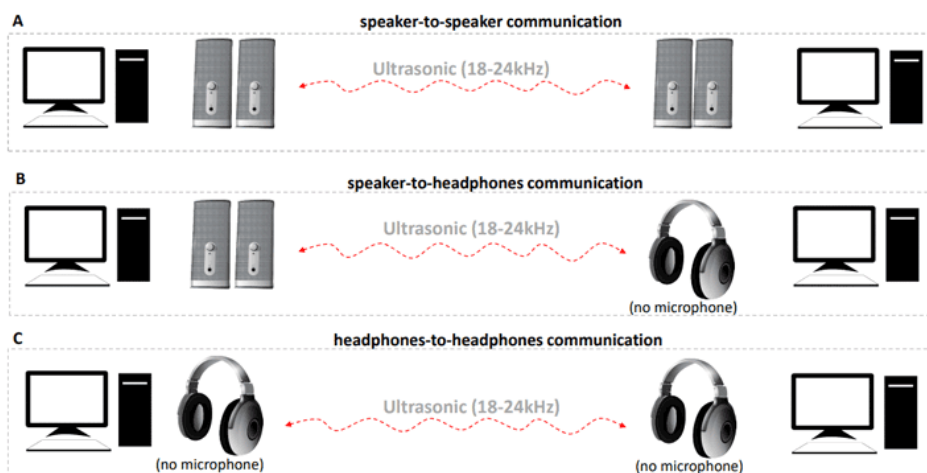 A
speaker-to-speaker communication
Ultrasonic (18-24kHz)
B
speaker-to-headphones communication
Ultrasonic (18-24kHz)
(no microphone)
C
headphones-to-headphones communication
Ultrasonic (18-24kHz)
(no microphone)
(no microphone)